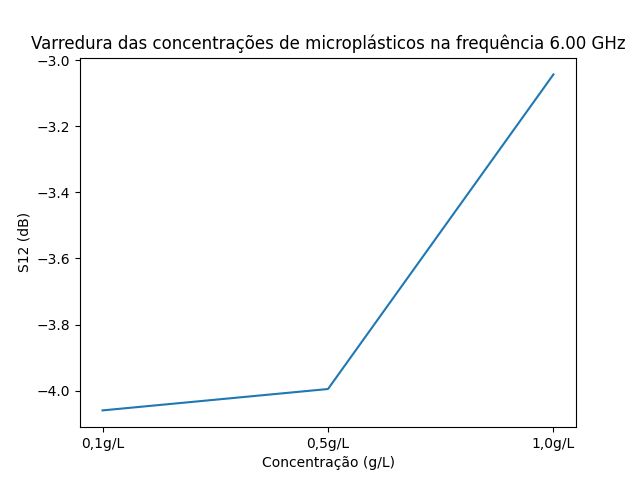 Varredura das concentrações de microplásticos na frequência 6.00 GHz
−3.0
−3.2
−3.4
−3.6
−3.8
−4.0
S12 (dB)
0,1g/L 0,5g/L 1,0g/L
Concentração (g/L)